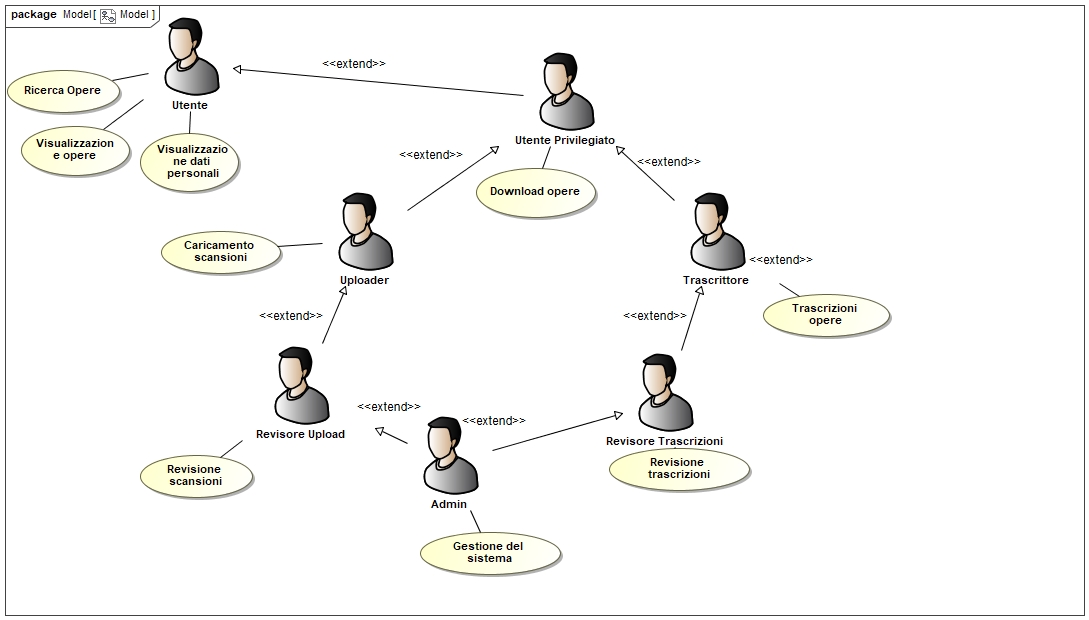 package Model [ Model ]
Utente
<<extend>>
Ricerca Opere
Visualizzazion
e opere
Visualizzazio
ne dati
personali
Utente Privilegiato
<<extend>>
<<extend>>
Download opere
Caricamento
scansioni
Uploader
Trascrittore
<<extend>>
<<extend>>
<<extend>>
Trascrizioni
opere
Revisore Upload
<<extend>>
<<extend>>
Revisore Trascrizioni
Revisione
scansioni
Revisione
trascrizioni
Admin
Gestione del
sistema